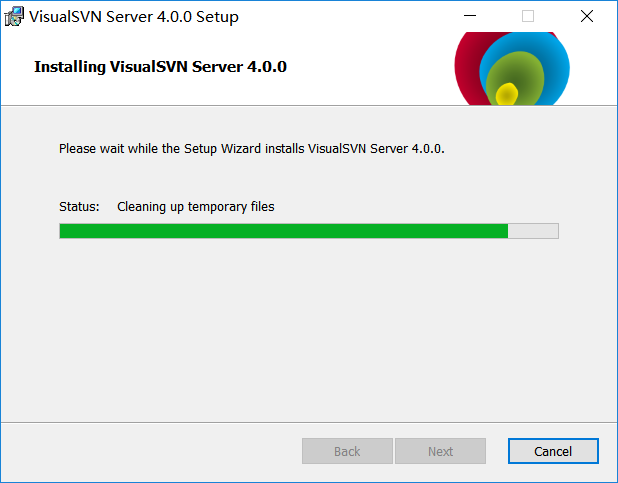 VisualSVN Server 4.0.0 Setup
Installing VisualSVN Server 4.0.0
Please wait while the Setup Wizard installs VisualSVN Server 4.0.0.
Status: Cleaning up temporary files
Back Next Cancel